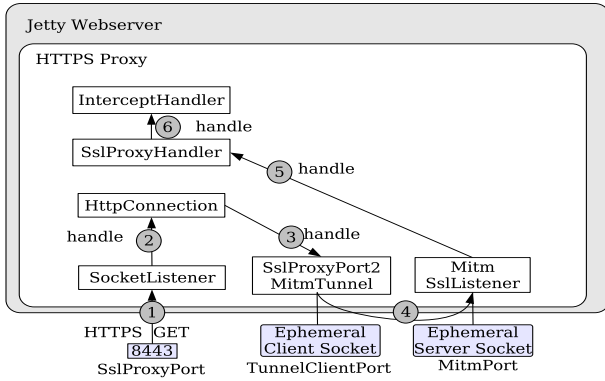 Jetty Webserver
HTTPS Proxy
InterceptHandler
6 handle
SslProxyHandler
5 handle
HttpConnection
handle 2
3 handle
SocketListener
SslProxyPort2
MitmTunnel
Mitm
SslListener
1
4
HTTPS GET
8443
SslProxyPort
Ephemeral
Client Socket
TunnelClientPort
Ephemeral
Server Socket
MitmPort